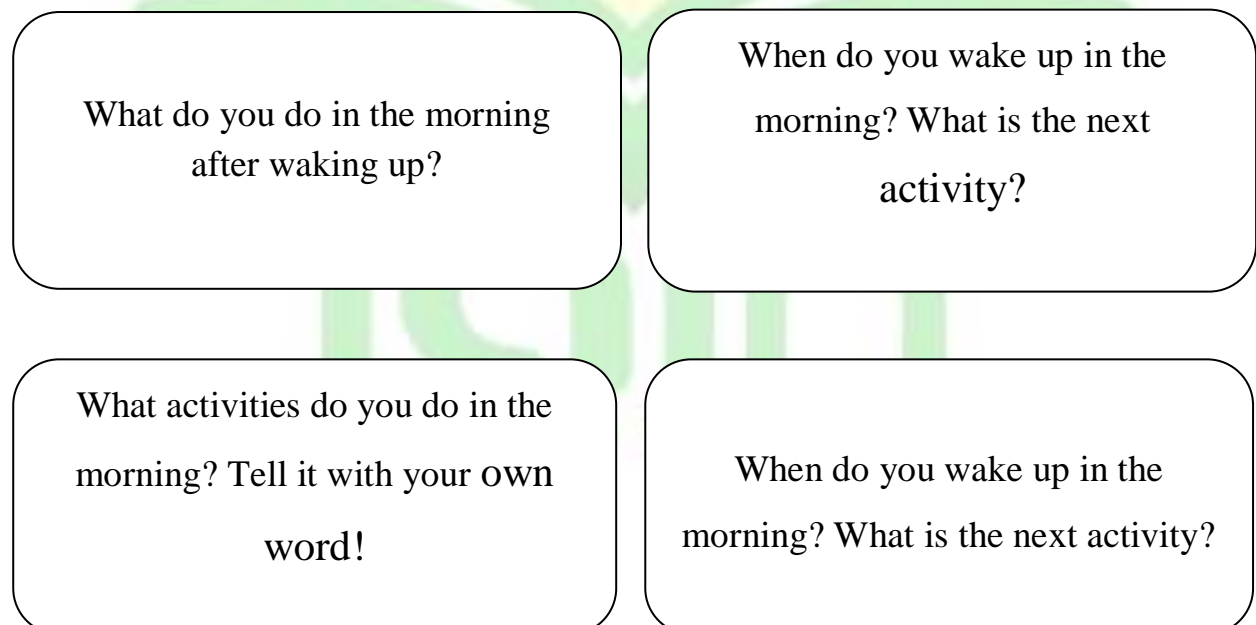 What do you do in the morning
after waking up?
When do you wake up in the
morning? What is the next
activity?
What activities do you do in the
morning? Tell it with your own
word!
When do you wake up in the
morning? What is the next activity?